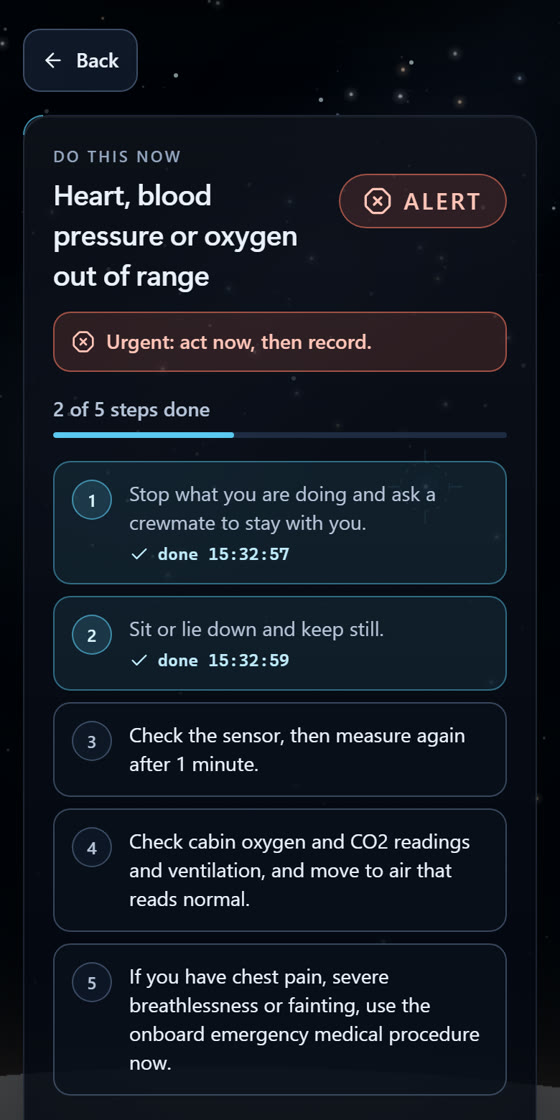 Back
DO THIS NOW
Heart, blood
pressure or oxygen
out of range
ALERT
Urgent: act now, then record.
2 of 5 steps done
1
Stop what you are doing and ask a
crewmate to stay with you.
done 15:32:57
2
Sit or lie down and keep still.
done 15:32:59
3
Check the sensor, then measure again
after 1 minute.
4
Check cabin oxygen and CO2 readings
and ventilation, and move to air that
reads normal.
5
If you have chest pain, severe
breathlessness or fainting, use the
onboard emergency medical procedure
now.